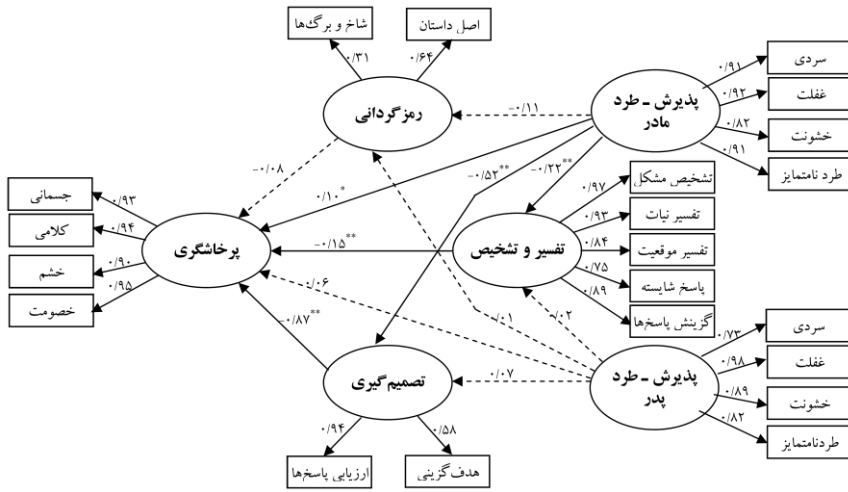 شاخ و برگ‌ها
اصل داستان
۰/۳۱
۰/۶۴
رمزگردانی
پذیرش ـ طرد
مادر
سردی
غفلت
خشونت
طرد نامتمایز
۰/۹۱
۰/۹۲
۰/۸۲
۰/۹۱
−۰/۱۱
−۰/۰۸
۰/۱۰*
−۰/۵۲**
−۰/۲۲**
جسمانی
کلامی
خشم
خصومت
۰/۹۳
۰/۹۴
۰/۹۰
۰/۹۵
پرخاشگری
−۰/۱۵**
تفسیر و تشخیص
تشخیص مشکل
تفسیر نیات
تفسیر موقعیت
پاسخ شایسته
گزینش پاسخ‌ها
۰/۹۷
۰/۹۳
۰/۸۴
۰/۷۵
۰/۸۹
۰/۰۶
−۰/۸۷**
۰/۰۷
تصمیم‌گیری
پذیرش ـ طرد
پدر
سردی
غفلت
خشونت
طردنامتمایز
۰/۷۳
۰/۹۸
۰/۸۹
۰/۸۲
۰/۹۴
۰/۵۸
ارزیابی پاسخ‌ها
هدف گزینی